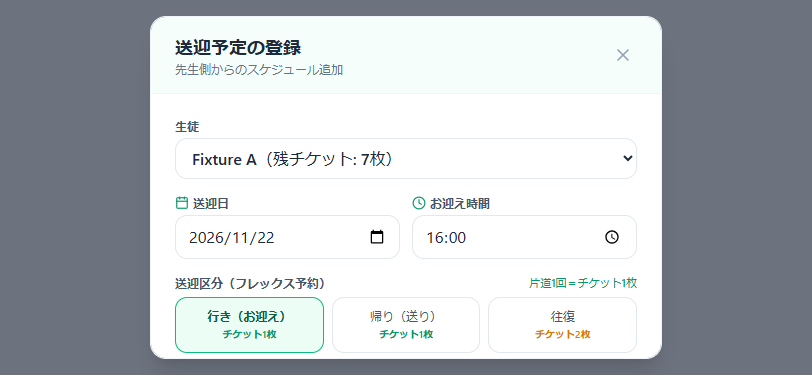 送迎予定の登録
先生側からのスケジュール追加
生徒
Fixture A（残チケット: 7枚）
送迎日 お迎え時間
2026/11/22 16:00
送迎区分（フレックス予約） 片道1回＝チケット1枚
行き（お迎え） 帰り（送り） 往復
チケット1枚 チケット1枚 チケット2枚